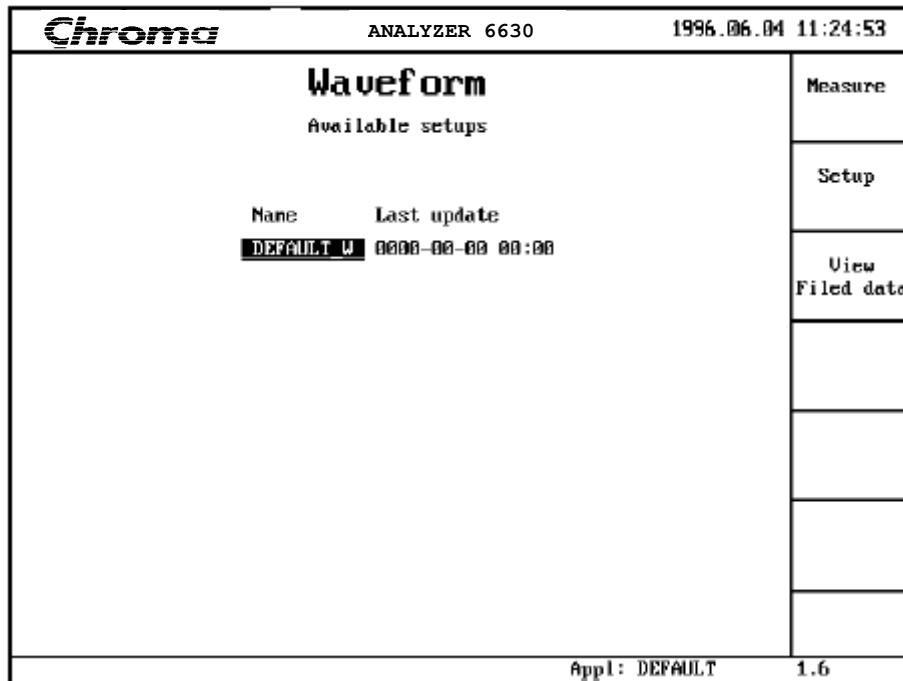 Chroma ANALYZER 6630 1996.06.04 11:24:53
Waveform
Available setups
Name Last update
DEFAULT_W 0000-00-00 00:00
Measure
Setup
View
Filed data
Appl: DEFAULT 1.6